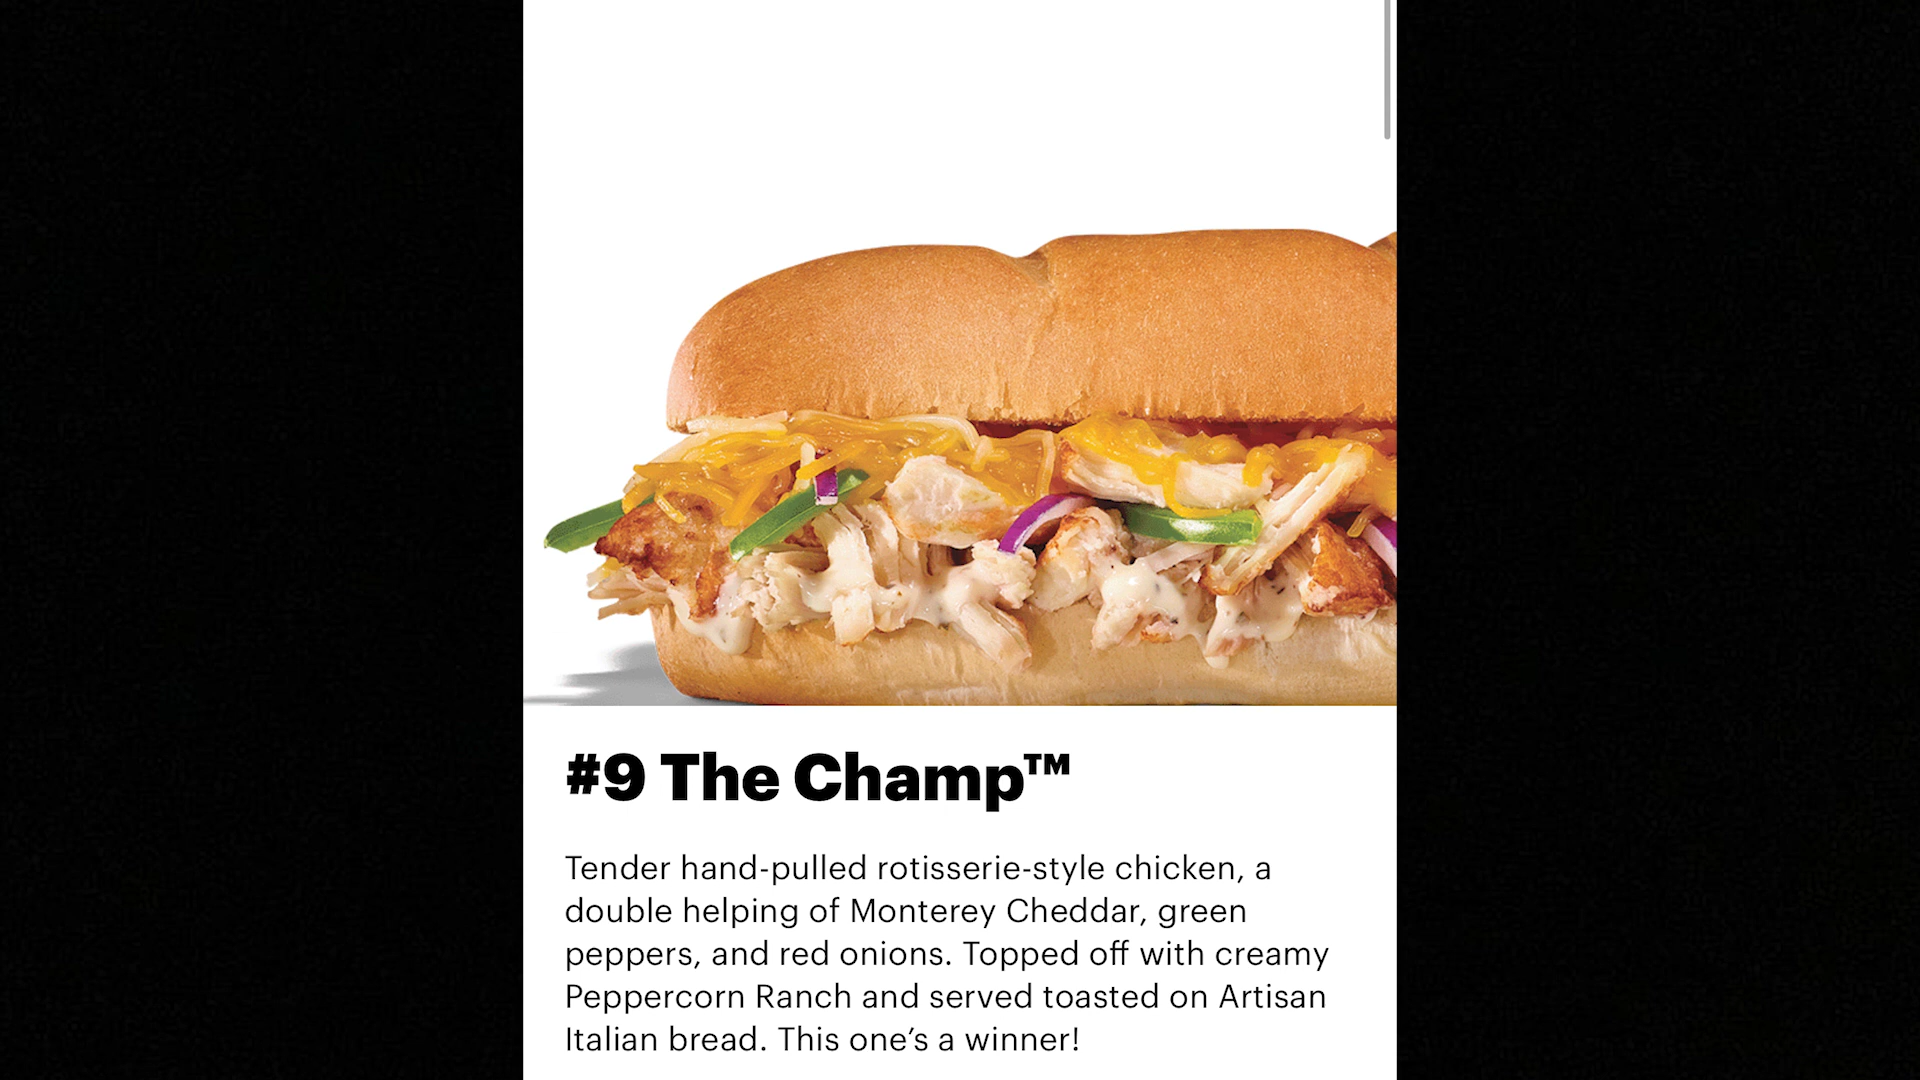 #9 The Champ™
Tender hand-pulled rotisserie-style chicken, a
double helping of Monterey Cheddar, green
peppers, and red onions. Topped off with creamy
Peppercorn Ranch and served toasted on Artisan
Italian bread. This one’s a winner!